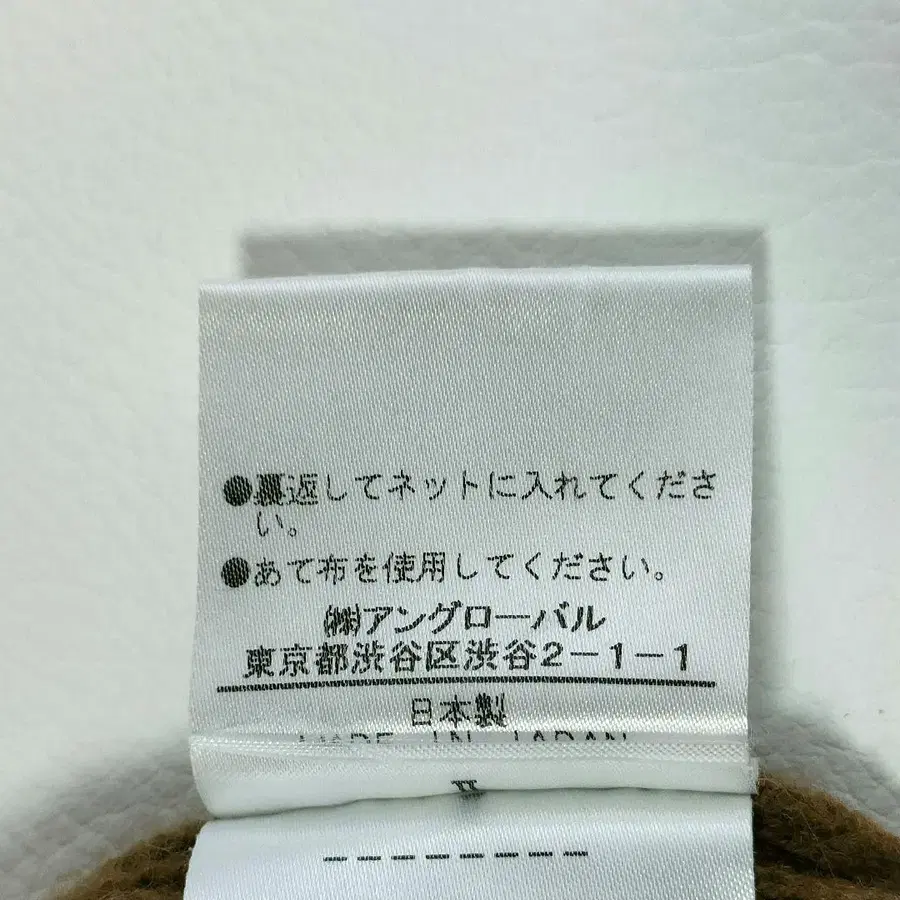 ●裏返してネットに入れてくださ
い。
●あて布を使用してください。
㈱アングローバル
東京都渋谷区渋谷2-1-1
日本製
MADE IN JAPAN